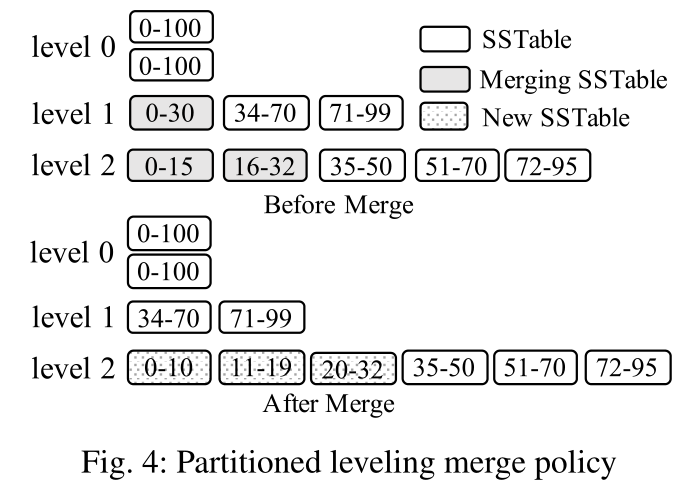 level 0
0-100
0-100
SSTable
Merging SSTable
New SSTable
level 1 0-30 34-70 71-99
level 2 0-15 16-32 35-50 51-70 72-95
Before Merge
level 0
0-100
0-100
level 1 34-70 71-99
level 2 0-10 11-19 20-32 35-50 51-70 72-95
After Merge
Fig. 4: Partitioned leveling merge policy